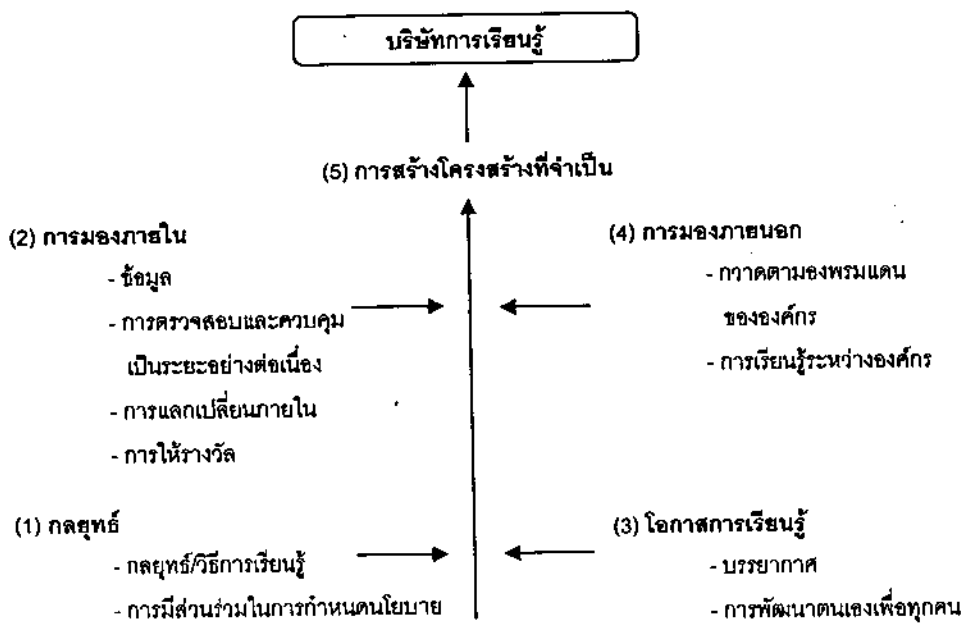 บริษัทการเรียนรู้
(5) การสร้างโครงสร้างที่จำเป็น
(2) การมองภายใน
- ข้อมูล
- การตรวจสอบและควบคุม
เป็นระยะอย่างต่อเนื่อง
- การแลกเปลี่ยนภายใน
- การให้รางวัล
(4) การมองภายนอก
- กวาดตามองพรมแดน
ขององค์กร
- การเรียนรู้ระหว่างองค์กร
(1) กลยุทธ์
- กลยุทธ์/วิธีการเรียนรู้
- การมีส่วนร่วมในการกำหนดนโยบาย
(3) โอกาสการเรียนรู้
- บรรยากาศ
- การพัฒนาตนเองเพื่อทุกคน